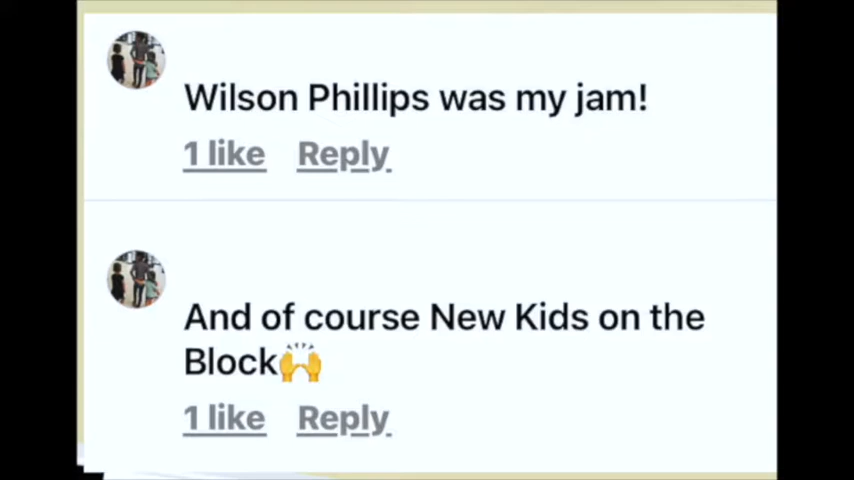 Wilson Phillips was my jam!
1 like Reply
And of course New Kids on the
Block🙌
1 like Reply